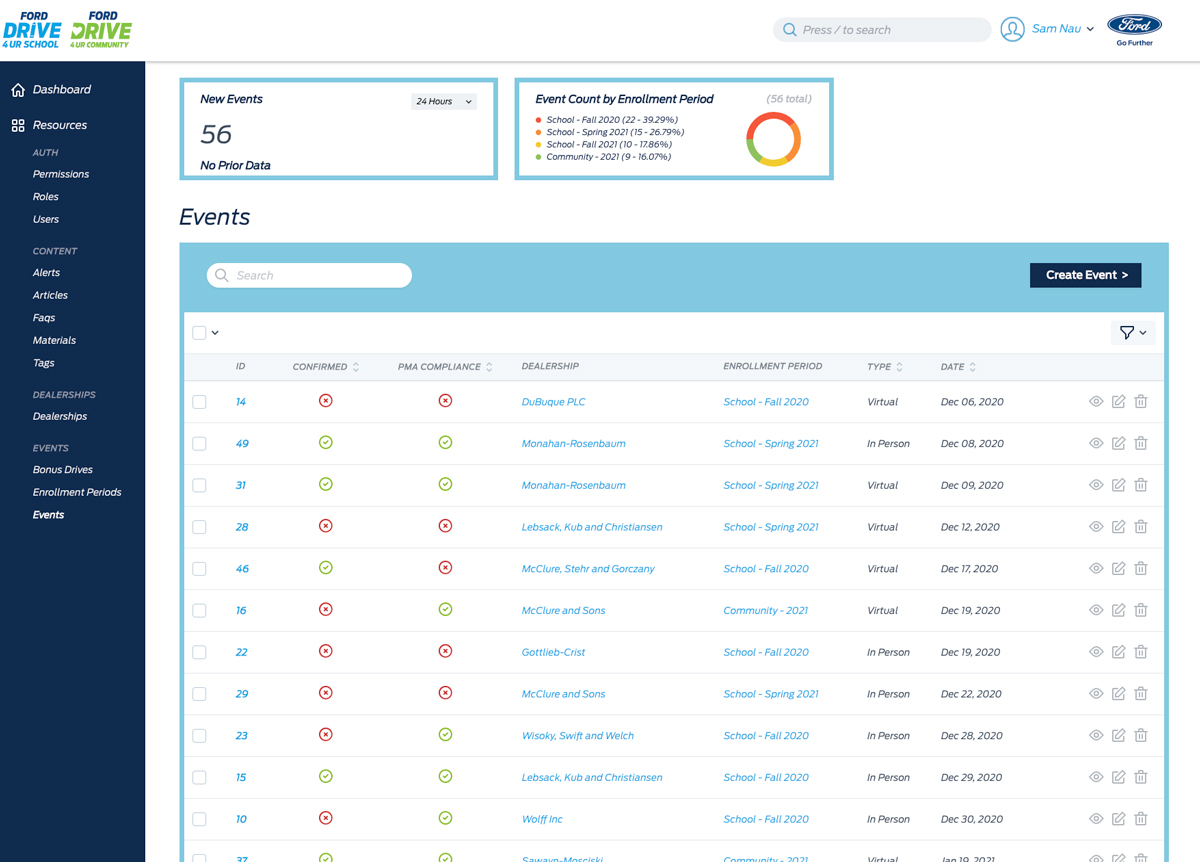 FORD DRIVE 4 UR SCHOOL
FORD DRIVE 4 UR COMMUNITY
Press / to search
Sam Nau
Ford
Go Further
Dashboard
Resources
AUTH
Permissions
Roles
Users
CONTENT
Alerts
Articles
Faqs
Materials
Tags
DEALERSHIPS
Dealerships
EVENTS
Bonus Drives
Enrollment Periods
Events
New Events
24 Hours
56
No Prior Data
Event Count by Enrollment Period (56 total)
School - Fall 2020 (22 - 39.29%)
School - Spring 2021 (15 - 26.79%)
School - Fall 2021 (10 - 17.86%)
Community - 2021 (9 - 16.07%)
Events
Search
Create Event >
ID CONFIRMED PMA COMPLIANCE DEALERSHIP ENROLLMENT PERIOD TYPE DATE
14 DuBuque PLC School - Fall 2020 Virtual Dec 06, 2020
49 Monahan-Rosenbaum School - Spring 2021 In Person Dec 08, 2020
31 Monahan-Rosenbaum School - Spring 2021 Virtual Dec 09, 2020
28 Lebsack, Kub and Christiansen School - Spring 2021 Virtual Dec 12, 2020
46 McClure, Stehr and Gorczany School - Fall 2020 Virtual Dec 17, 2020
16 McClure and Sons Community - 2021 Virtual Dec 19, 2020
22 Gottlieb-Crist School - Fall 2020 In Person Dec 19, 2020
29 McClure and Sons School - Spring 2021 In Person Dec 22, 2020
23 Wisoky, Swift and Welch School - Fall 2020 In Person Dec 28, 2020
15 Lebsack, Kub and Christiansen School - Fall 2020 In Person Dec 29, 2020
10 Wolff Inc School - Fall 2020 In Person Dec 30, 2020
37 Sawayn-Mosciski Community - 2021 Virtual Jan 19, 2021